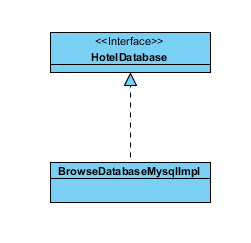 <<Interface>>
HotelDatabase
BrowseDatabaseMysqlImpl